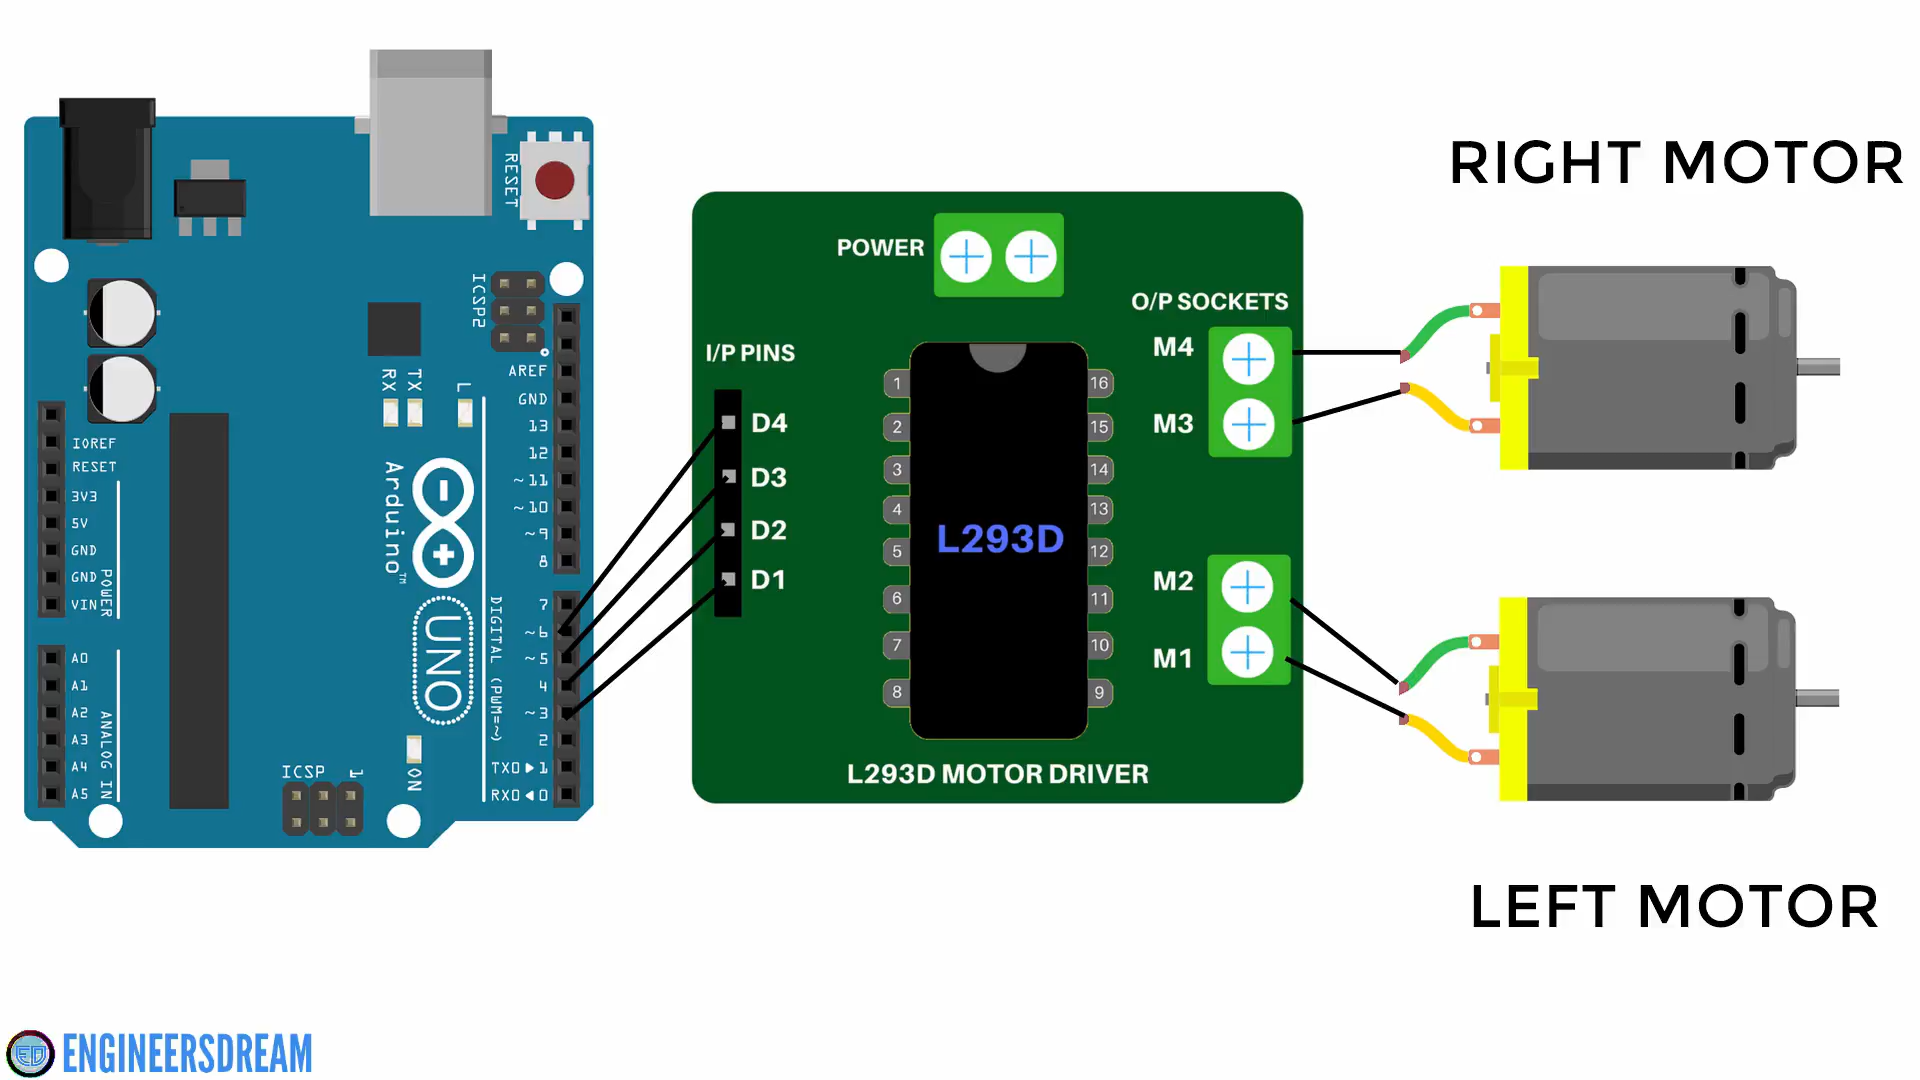 RIGHT MOTOR
RESET
POWER
ICSP2
O/P SOCKETS
M4
I/P PINS
AREF
RX
TX
L
GND
13
12
~11
~10
~9
8
IOREF
RESET
3V3
5V
GND
GND
VIN
POWER
Arduino™
UNO
DIGITAL (PWM=~)
7
~6
~5
4
~3
2
TX0▶1
RX0◀0
A0
A1
A2
A3
A4
A5
ANALOG IN
ICSP
1
ON
D4
D3
D2
D1
1
2
3
4
5
6
7
8
L293D
16
15
14
13
12
11
10
9
M3
M2
M1
L293D MOTOR DRIVER
LEFT MOTOR
ED
ENGINEERSDREAM